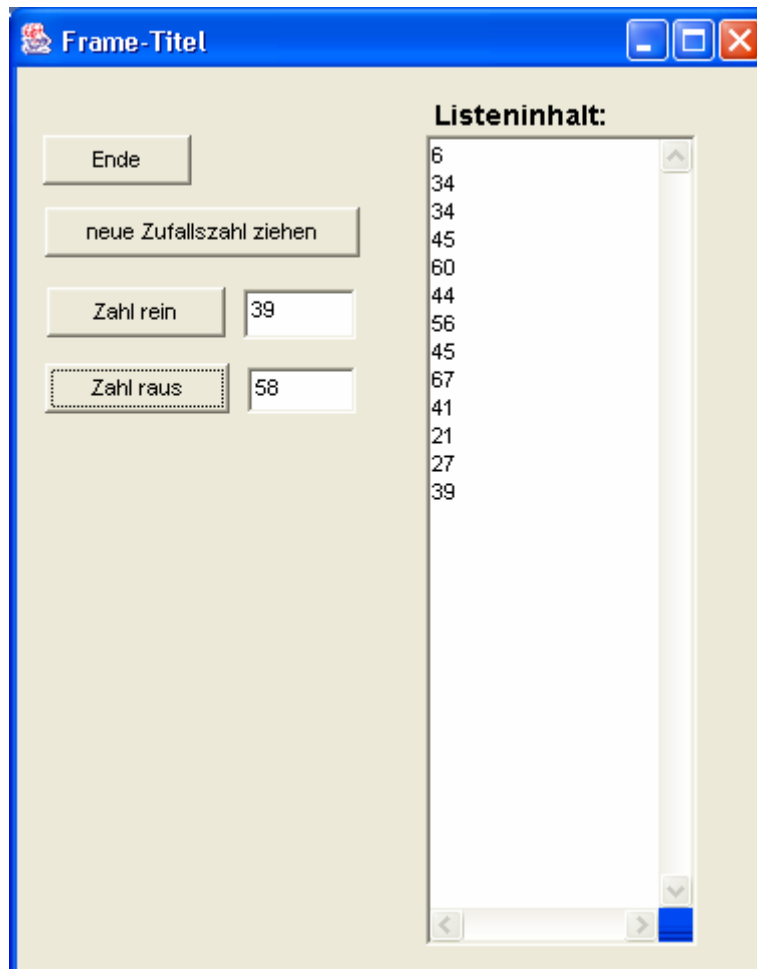 Frame-Titel
Ende
neue Zufallszahl ziehen
Zahl rein
39
Zahl raus
58
Listeninhalt:
6
34
34
45
60
44
56
45
67
41
21
27
39